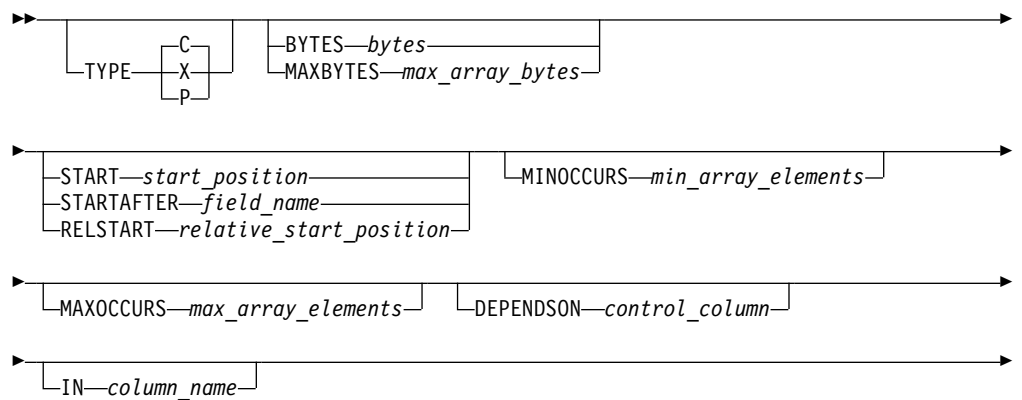 C
BYTES bytes
TYPE X MAXBYTES max_array_bytes
P
START start_position MINOCCURS min_array_elements
STARTAFTER field_name
RELSTART relative_start_position
MAXOCCURS max_array_elements DEPENDSON control_column
IN column_name